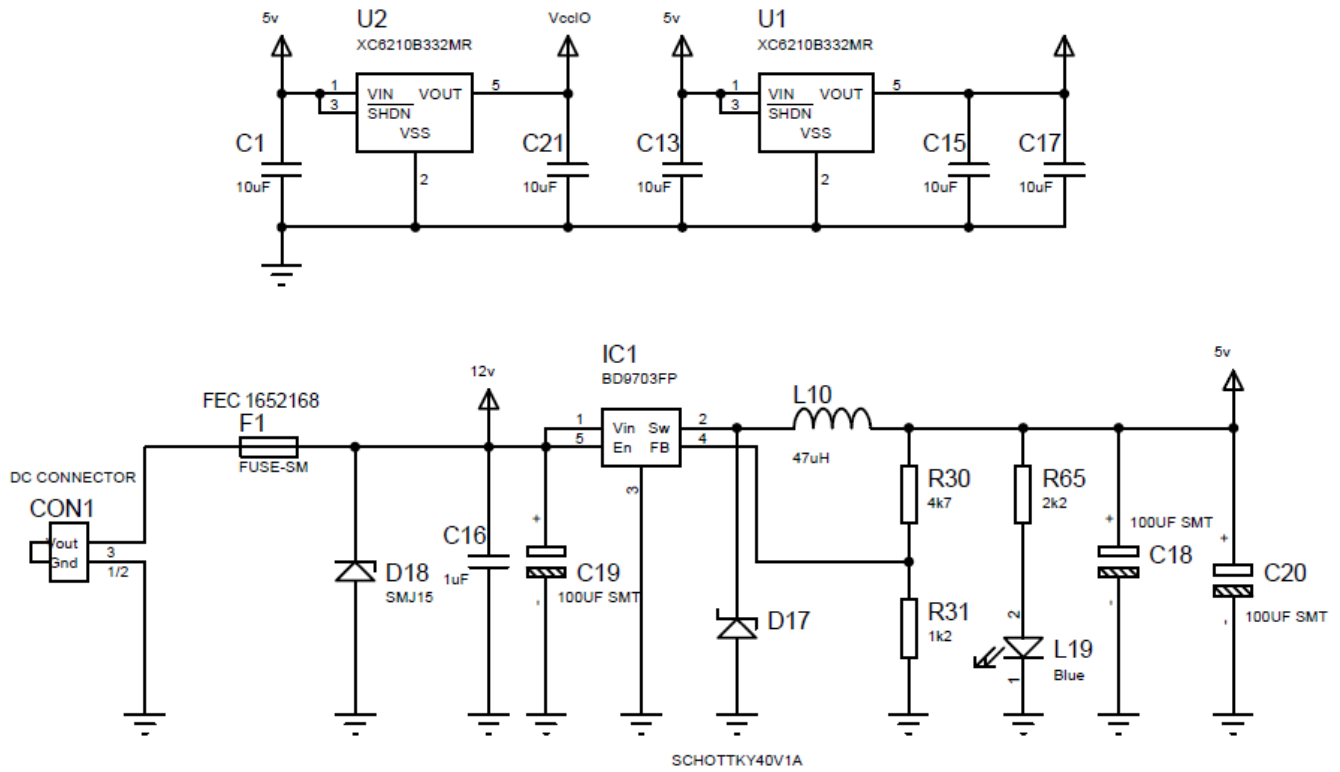 5v
U2
XC6210B332MR
VccIO
5v
U1
XC6210B332MR
1
VIN
VOUT
5
3
SHDN
VSS
2
1
VIN
VOUT
5
3
SHDN
VSS
2
C1
10uF
C21
10uF
C13
10uF
C15
10uF
C17
10uF
12v
IC1
BD9703FP
5v
FEC 1652168
F1
FUSE-SM
L10
47uH
1
Vin
Sw
2
5
En
FB
4
3
DC CONNECTOR
CON1
Vout
Gnd
3
1/2
R30
4k7
R65
2k2
+
100UF SMT
C18
-
+
C20
100UF SMT
-
D18
SMJ15
C16
1uF
+
C19
100UF SMT
-
D17
R31
1k2
2
L19
Blue
1
SCHOTTKY40V1A